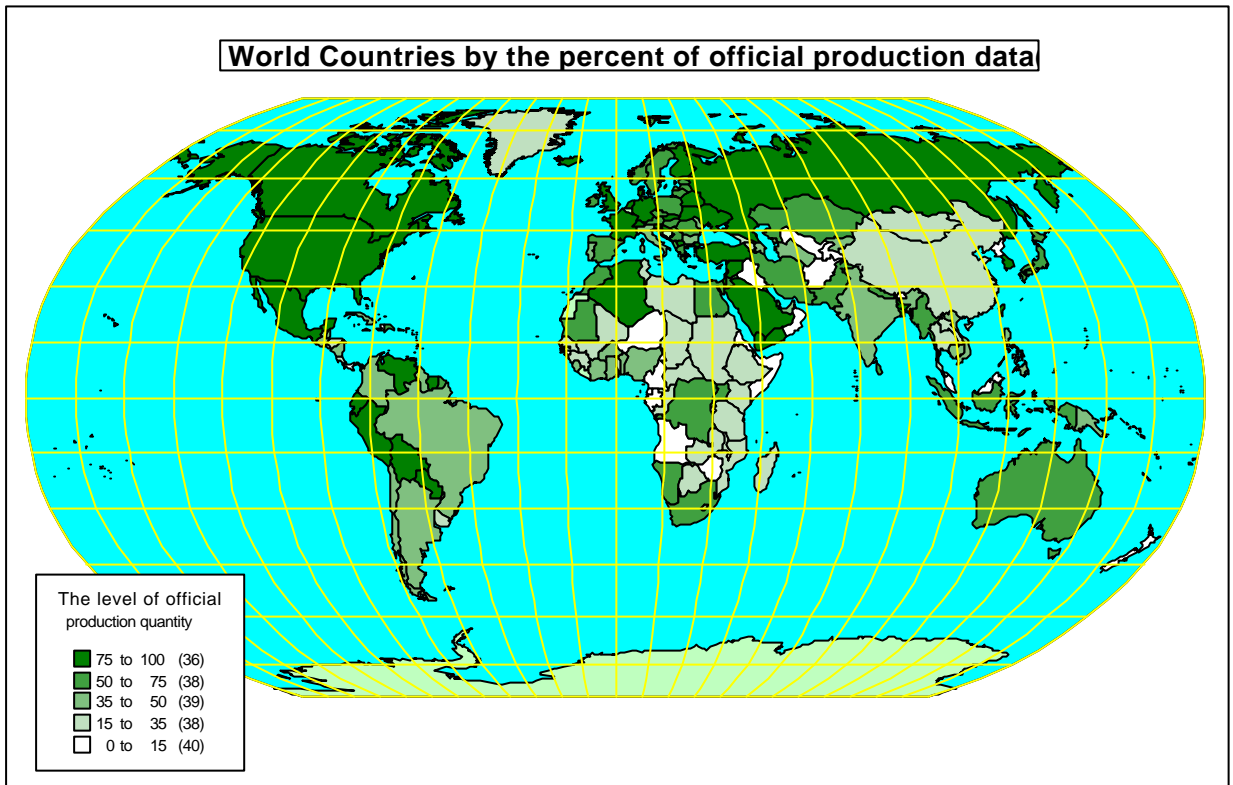 World Countries by the percent of official production data
The level of official
production quantity
75 to 100 (36)
50 to 75 (38)
35 to 50 (39)
15 to 35 (38)
0 to 15 (40)